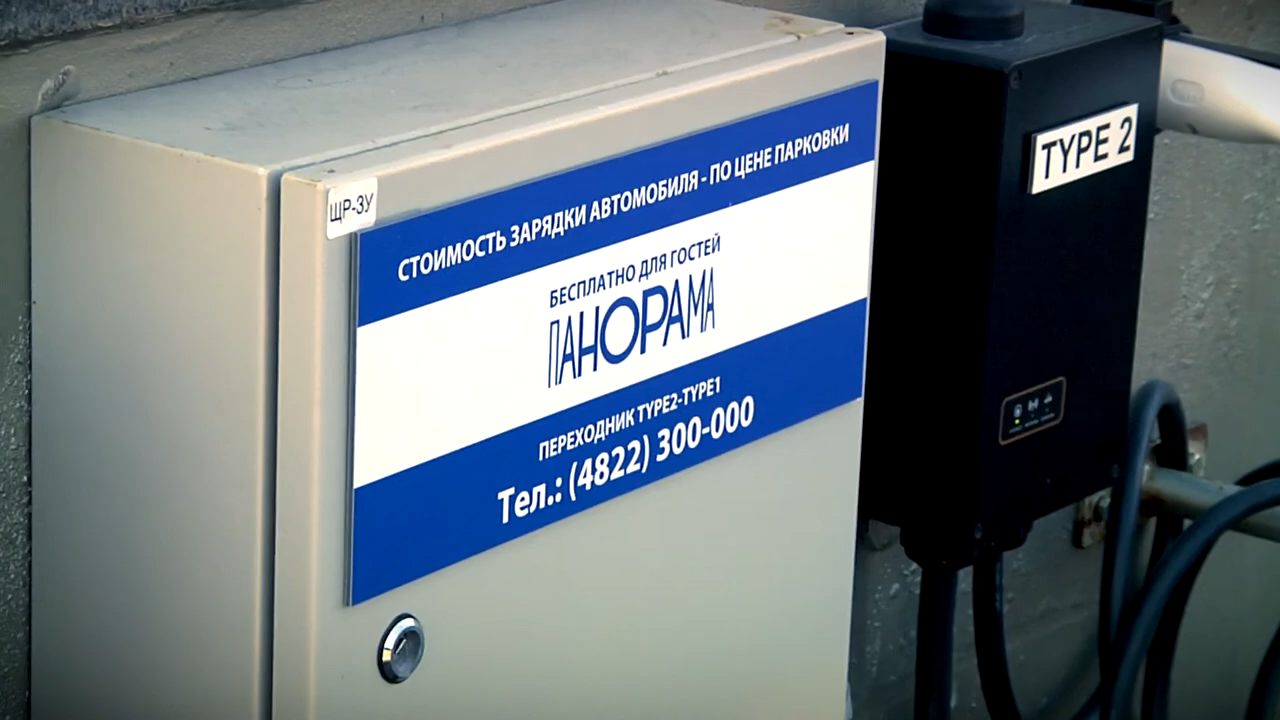 ЩР-ЗУ
СТОИМОСТЬ ЗАРЯДКИ АВТОМОБИЛЯ - ПО ЦЕНЕ ПАРКОВКИ
БЕСПЛАТНО ДЛЯ ГОСТЕЙ
ПАНОРАМА
ПЕРЕХОДНИК TYPE2-TYPE1
Тел.: (4822) 300-000
TYPE 2